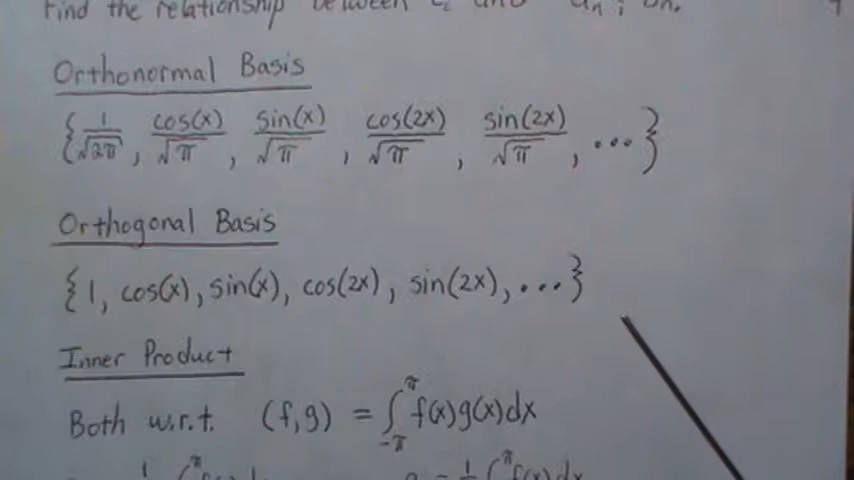 Find the relationship between
Orthonormal Basis
{ 1/√2π , cos(x)/√π , sin(x)/√π , cos(2x)/√π , sin(2x)/√π , ... }
Orthogonal Basis
{ 1, cos(x), sin(x), cos(2x), sin(2x), ... }
Inner Product
Both w.r.t. (f,g) = ∫_{-π}^{π} f(x)g(x)dx